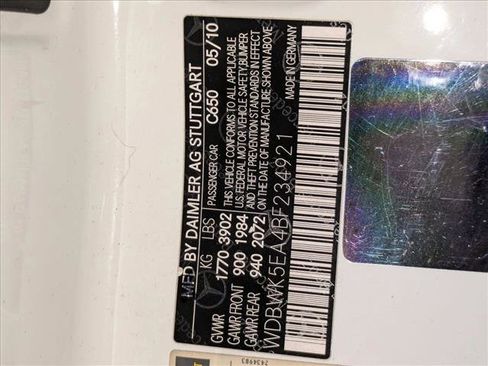 MFD BY DAIMLER AG STUTTGART
KG LBS PASSENGER CAR C650 05/10
GVWR 1770 3902
GAWR FRONT 900 1984
GAWR REAR 940 2072
THIS VEHICLE CONFORMS TO ALL APPLICABLE
U.S. FEDERAL MOTOR VEHICLE SAFETY, BUMPER
AND THEFT PREVENTION STANDARDS IN EFFECT
ON THE DATE OF MANUFACTURE SHOWN ABOVE
WDBWK5EA4BF234921 MADE IN GERMANY
2434983